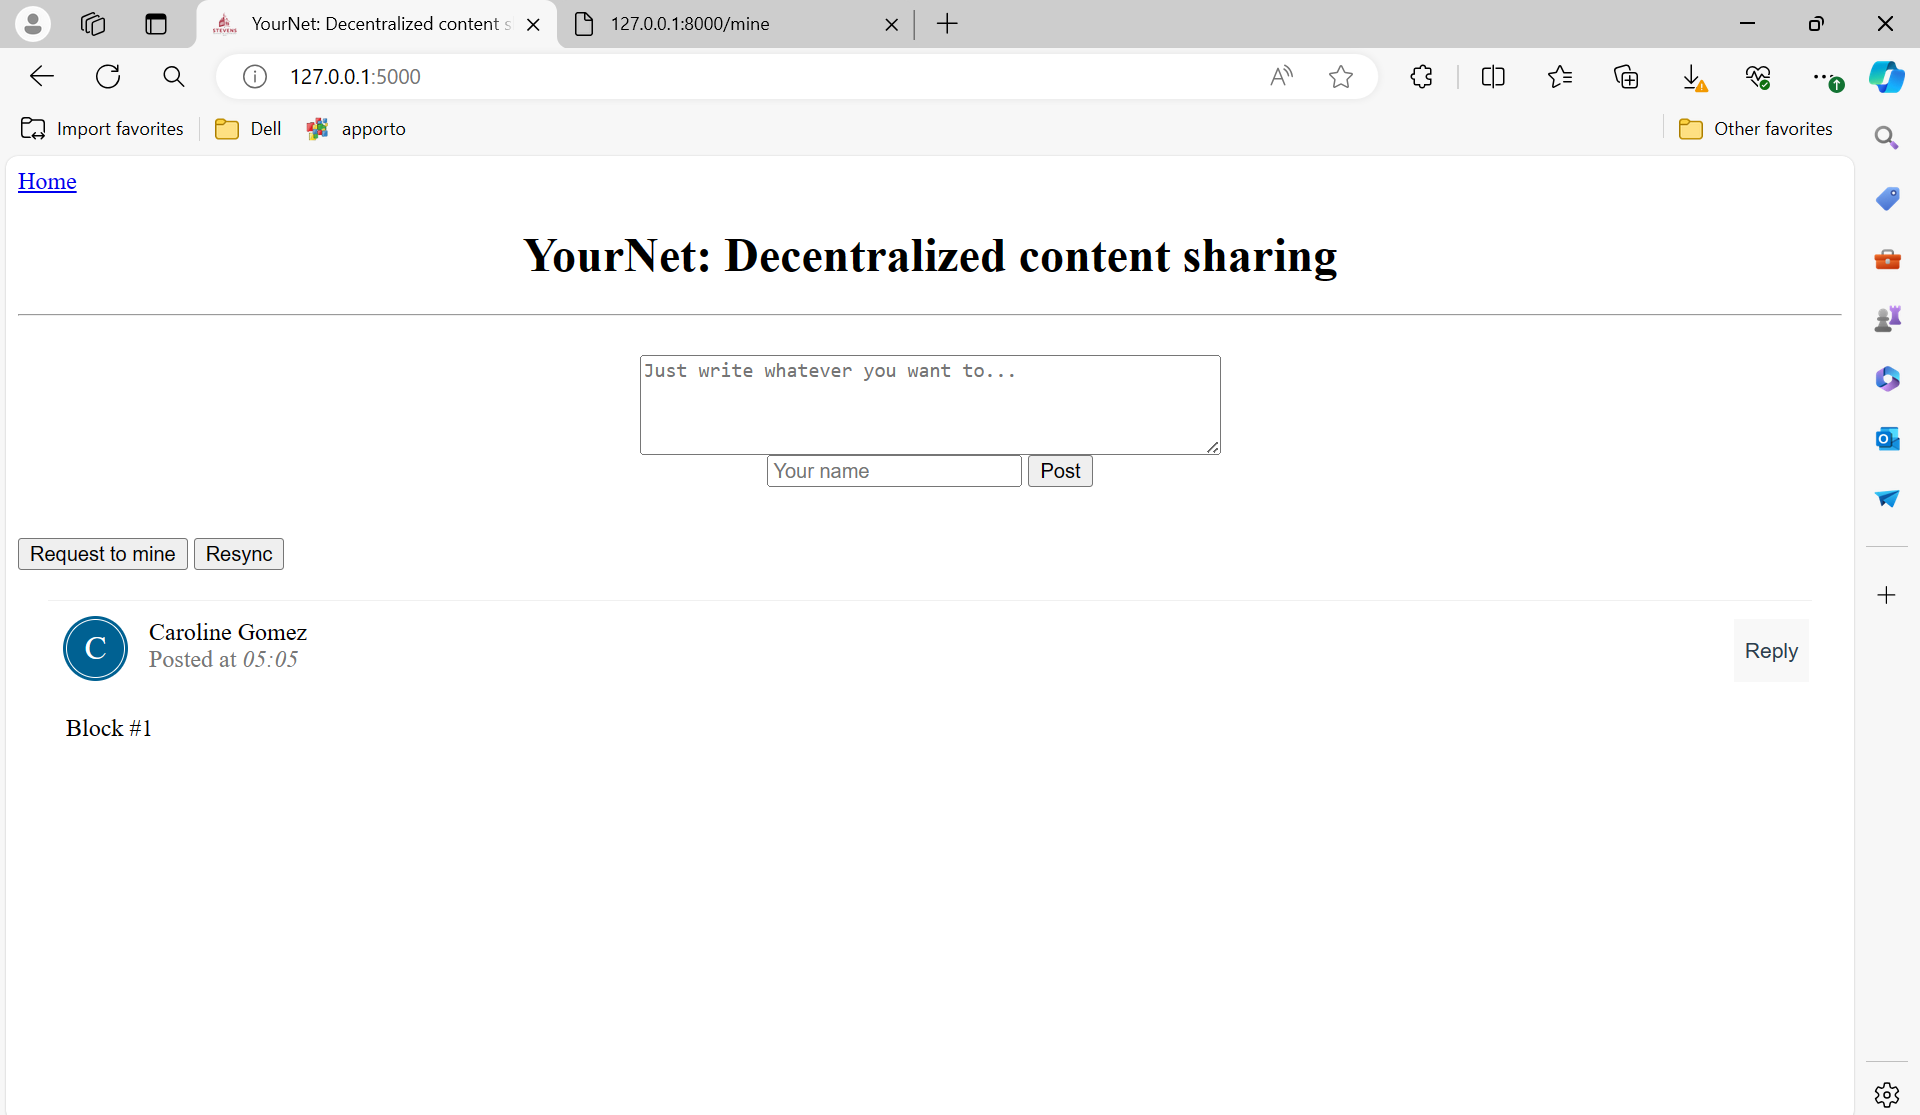 YourNet: Decentralized content s
127.0.0.1:8000/mine
127.0.0.1:5000
Import favorites
Dell
apporto
Other favorites
Home
YourNet: Decentralized content sharing
Just write whatever you want to...
Your name
Post
Request to mine
Resync
C
Caroline Gomez
Posted at 05:05
Reply
Block #1